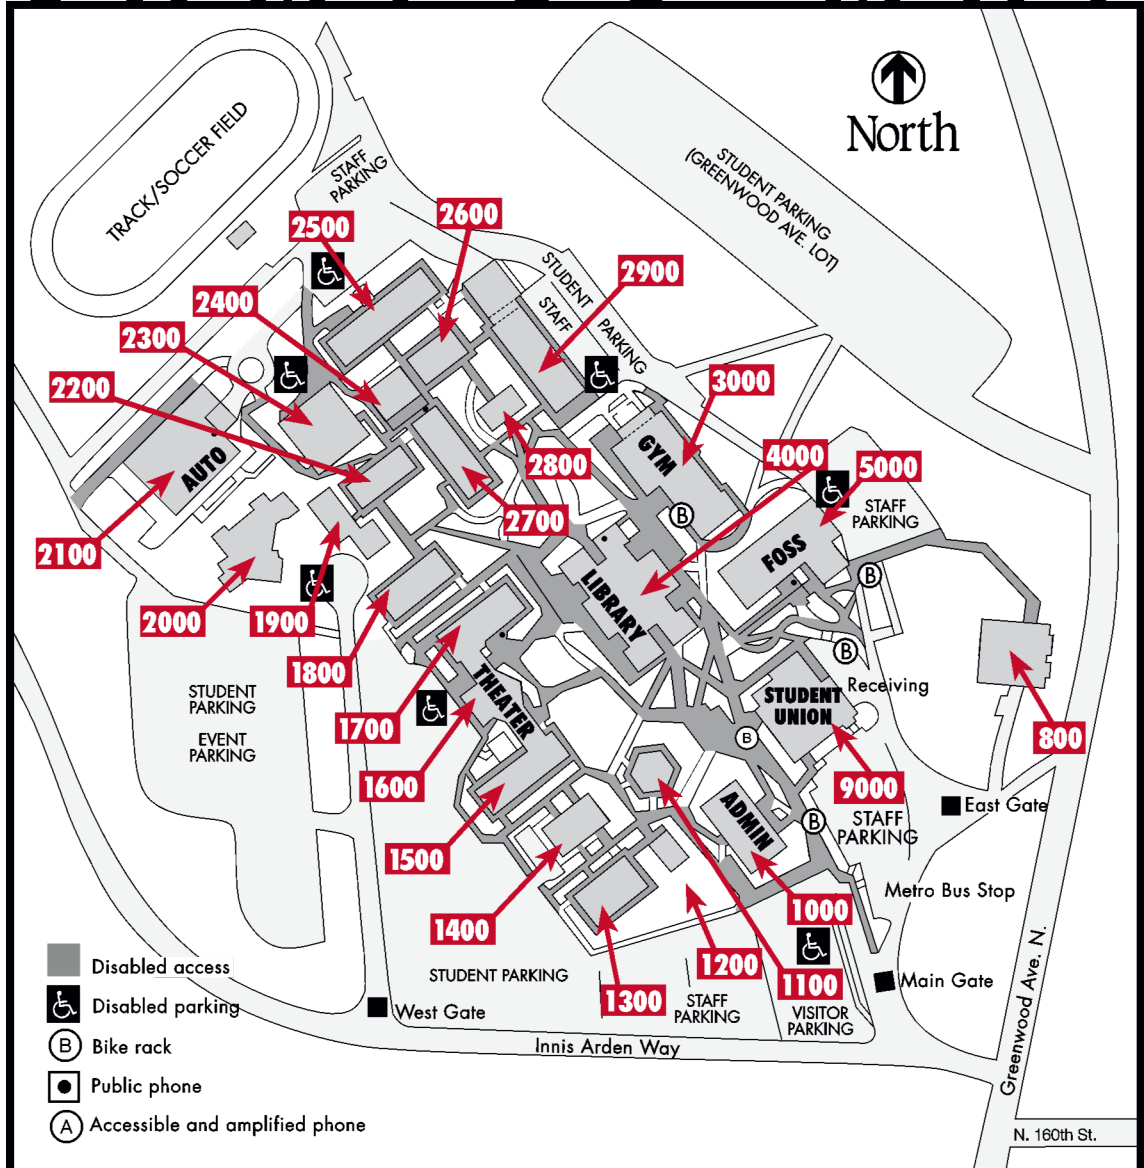 North
TRACK/SOCCER FIELD
STAFF
PARKING
STUDENT PARKING
(GREENWOOD AVE. LOT)
2600
2500
STUDENT PARKING
STAFF
2900
2400
2300
2200
3000
GYM
4000
5000
2800
AUTO
STAFF
PARKING
2700
2100
FOSS
B
LIBRARY
B
2000
1900
1800
B
THEATER
STUDENT
UNION
Receiving
STUDENT
PARKING
EVENT
PARKING
1700
B
800
1600
9000
ADMIN
East Gate
B
STAFF
PARKING
1500
Metro Bus Stop
1400
1000
1200
1100
1300
STUDENT PARKING
STAFF
PARKING
VISITOR
PARKING
Main Gate
West Gate
Innis Arden Way
Greenwood Ave. N.
N. 160th St.
Disabled access
Disabled parking
B Bike rack
Public phone
A Accessible and amplified phone